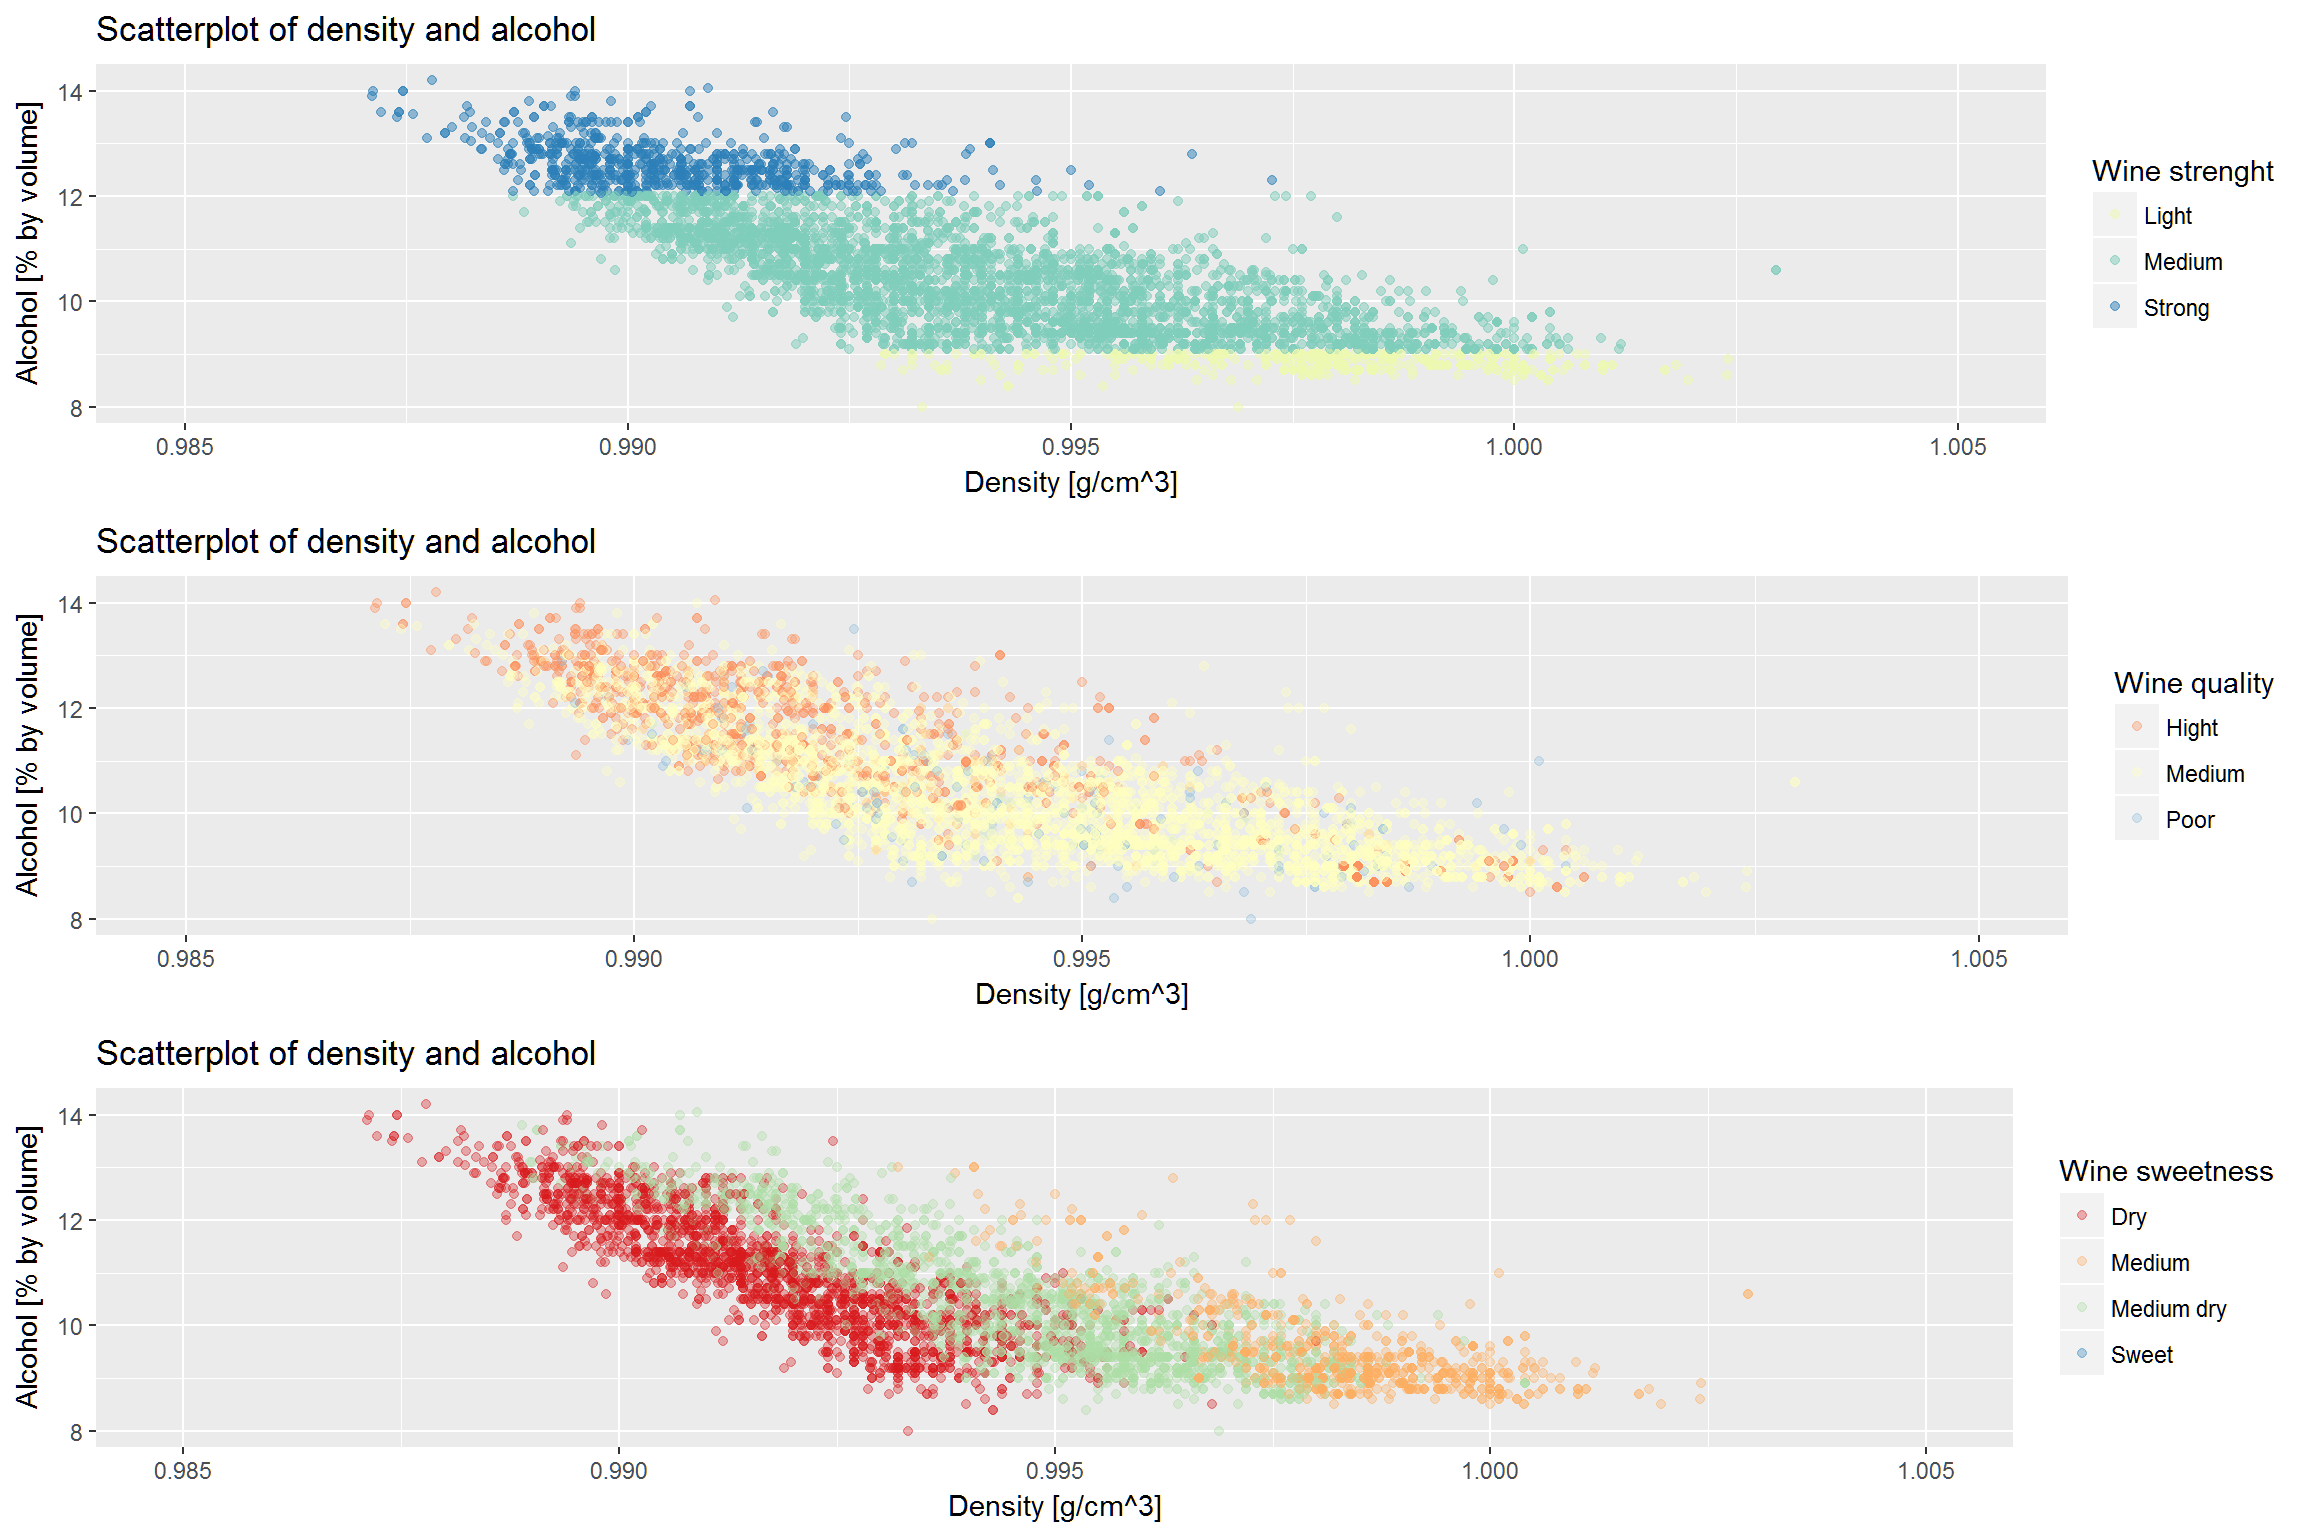 Scatterplot of density and alcohol
Alcohol [% by volume]
14
12
10
8
0.985 0.990 0.995 1.000 1.005
Density [g/cm^3]
Wine strenght
Light
Medium
Strong
Scatterplot of density and alcohol
Alcohol [% by volume]
14
12
10
8
0.985 0.990 0.995 1.000 1.005
Density [g/cm^3]
Wine quality
Hight
Medium
Poor
Scatterplot of density and alcohol
Alcohol [% by volume]
14
12
10
8
0.985 0.990 0.995 1.000 1.005
Density [g/cm^3]
Wine sweetness
Dry
Medium
Medium dry
Sweet